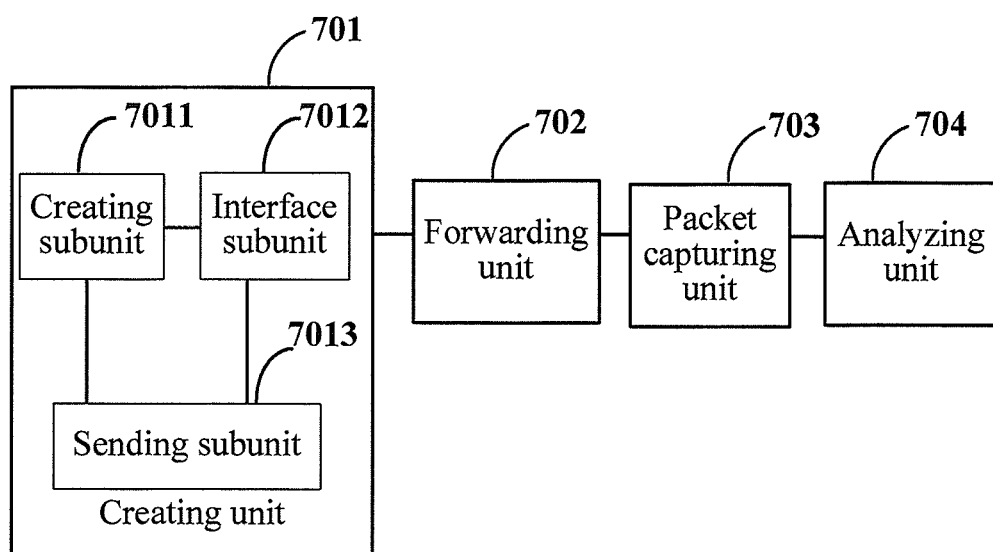 701
7011
7012
702
703
704
Creating
subunit
Interface
subunit
Forwarding
unit
Packet
capturing
unit
Analyzing
unit
7013
Sending subunit
Creating unit